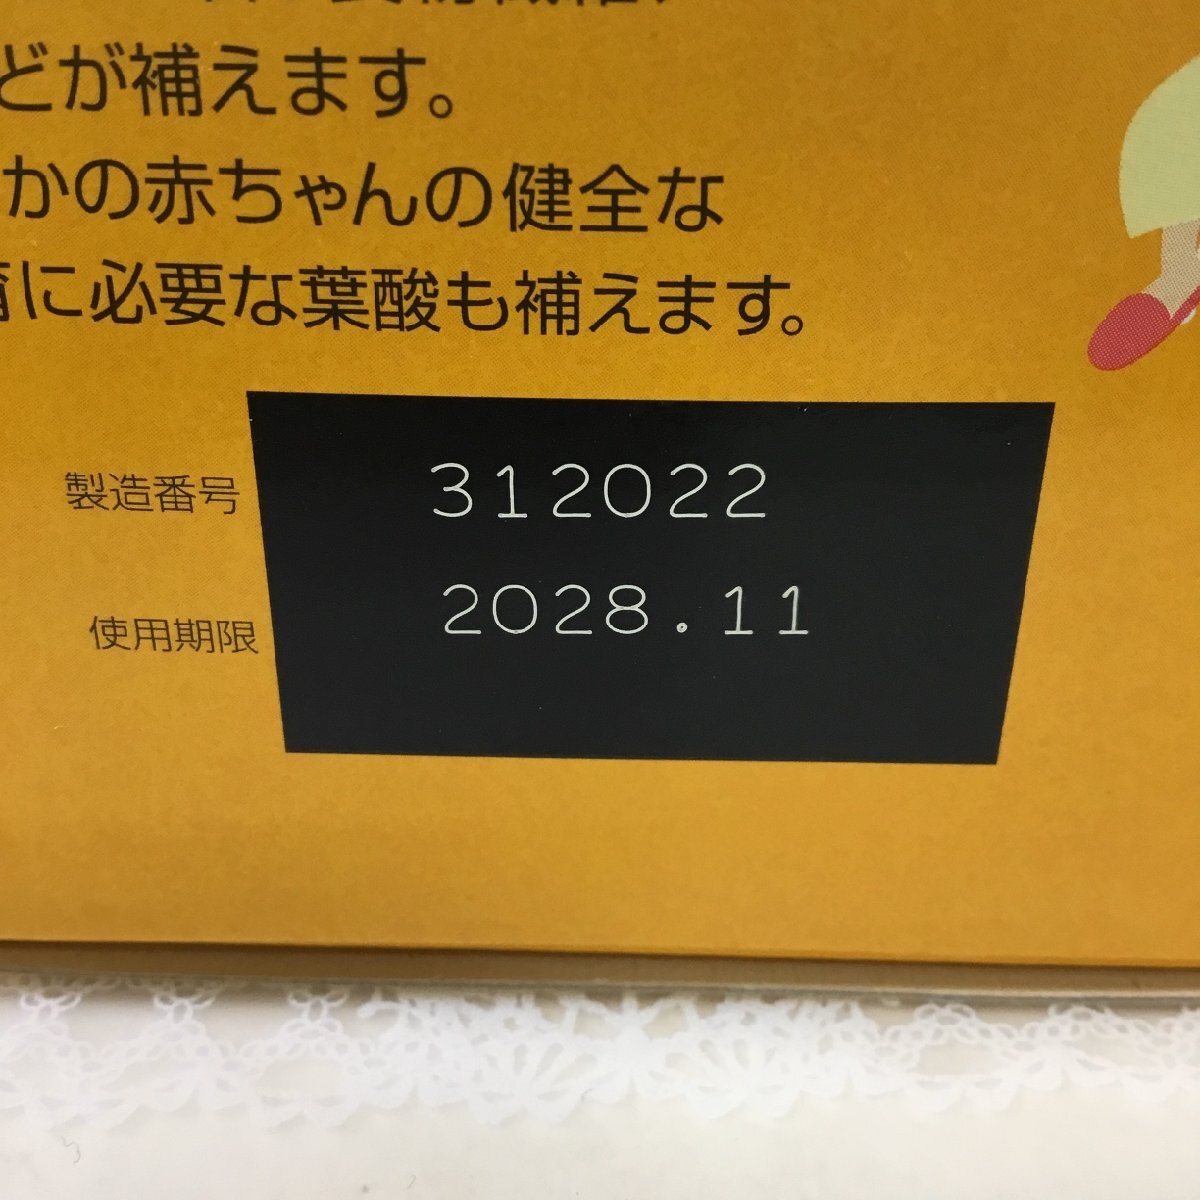 どが補えます。
かの赤ちゃんの健全な
育に必要な葉酸も補えます。
製造番号 312022
使用期限 2028.11